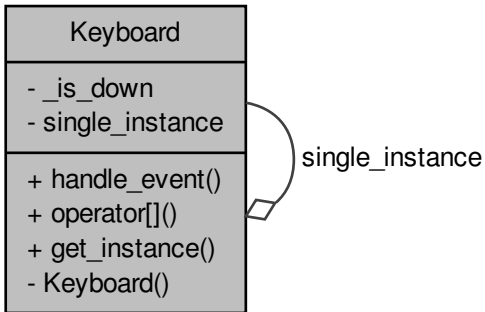 Keyboard
- _is_down
- single_instance
single_instance
+ handle_event()
+ operator[]()
+ get_instance()
- Keyboard()